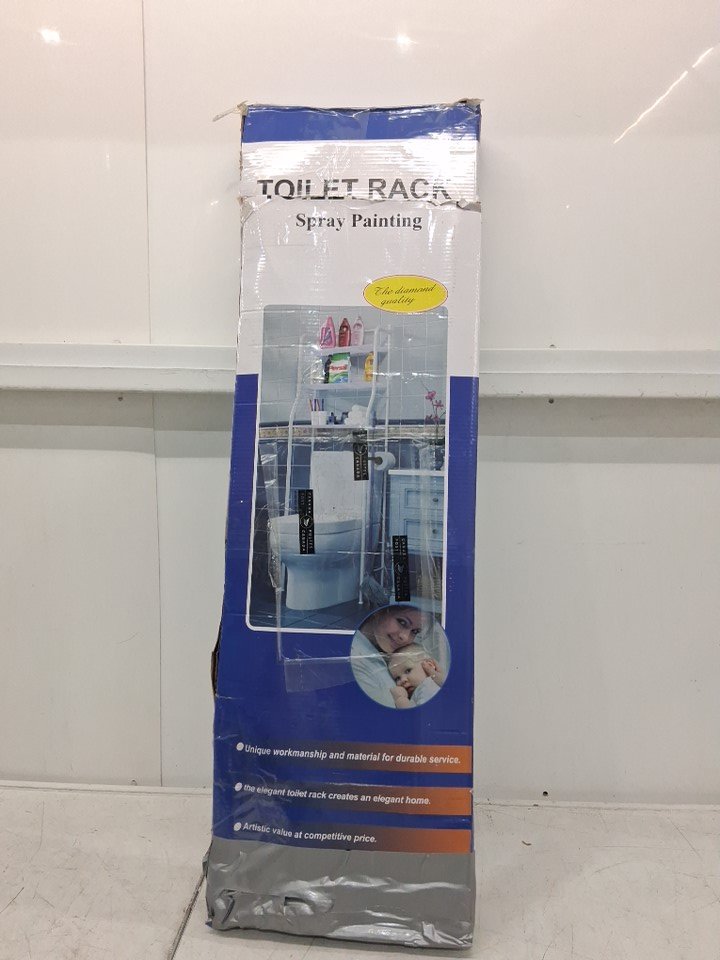 TOILET RACK
Spray Painting
The diamond
quality
Persil
Unique workmanship and material for durable service.
the elegant toilet rack creates an elegant home.
Artistic value at competitive price.